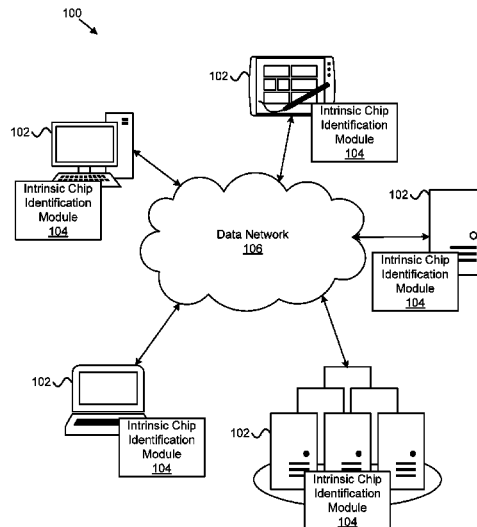 100
102
Intrinsic Chip
Identification
Module
104
102
Intrinsic Chip
Identification Module
104
102
Intrinsic Chip
Identification
Module
104
Data Network
106
102
Intrinsic Chip
Identification
Module
104
102
Intrinsic Chip
Identification
Module
104